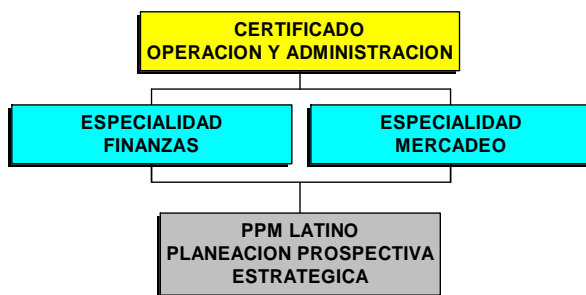 CERTIFICADO
OPERACION Y ADMINISTRACION
ESPECIALIDAD
FINANZAS
ESPECIALIDAD
MERCADEO
PPM LATINO
PLANEACION PROSPECTIVA
ESTRATEGICA